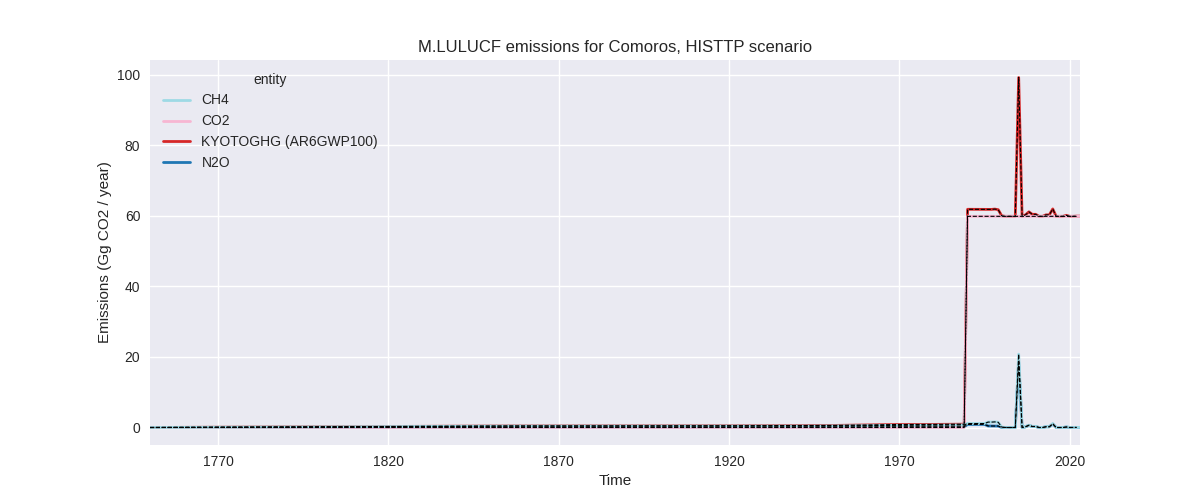 M.LULUCF emissions for Comoros, HISTTP scenario
Emissions (Gg CO2 / year)
100
80
60
40
20
0
entity
CH4
CO2
KYOTOGHG (AR6GWP100)
N2O
1770 1820 1870 1920 1970 2020
Time